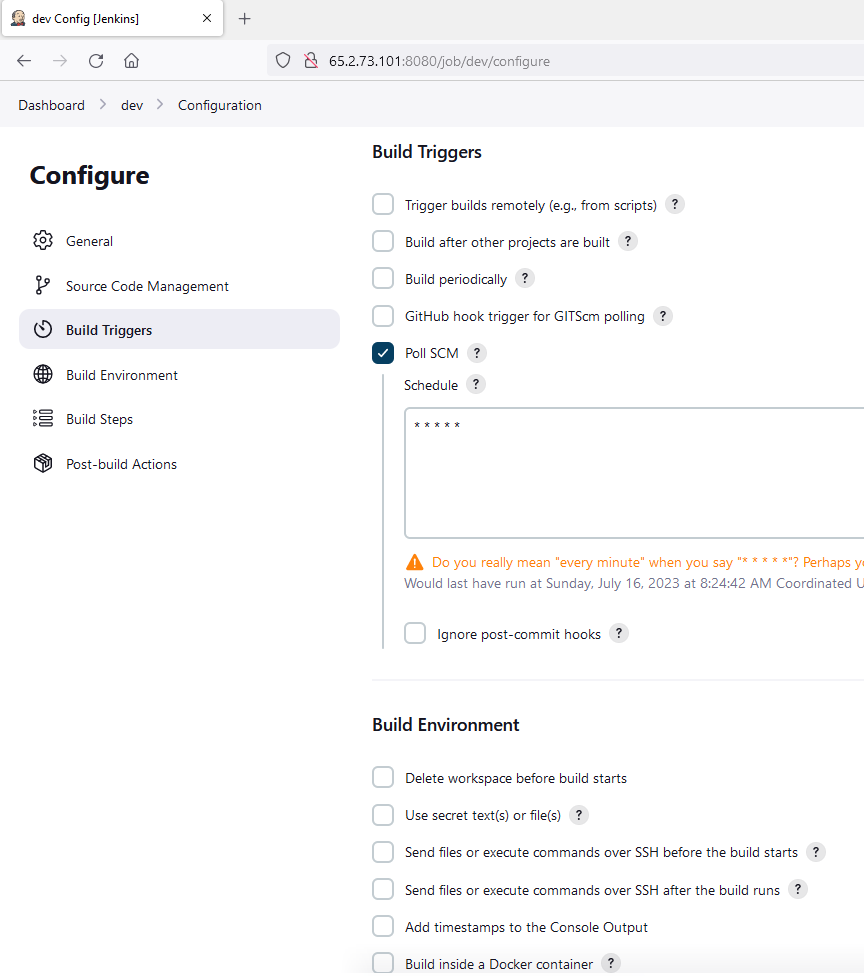 dev Config [Jenkins]
65.2.73.101:8080/job/dev/configure
Dashboard > dev > Configuration
Configure
General
Source Code Management
Build Triggers
Build Environment
Build Steps
Post-build Actions
Build Triggers
Trigger builds remotely (e.g., from scripts) ?
Build after other projects are built ?
Build periodically ?
GitHub hook trigger for GITScm polling ?
Poll SCM ?
Schedule ?
* * * * *
Do you really mean "every minute" when you say "* * * * *"? Perhaps
Would last have run at Sunday, July 16, 2023 at 8:24:42 AM Coordinated
Ignore post-commit hooks ?
Build Environment
Delete workspace before build starts
Use secret text(s) or file(s) ?
Send files or execute commands over SSH before the build starts ?
Send files or execute commands over SSH after the build runs ?
Add timestamps to the Console Output
Build inside a Docker container ?